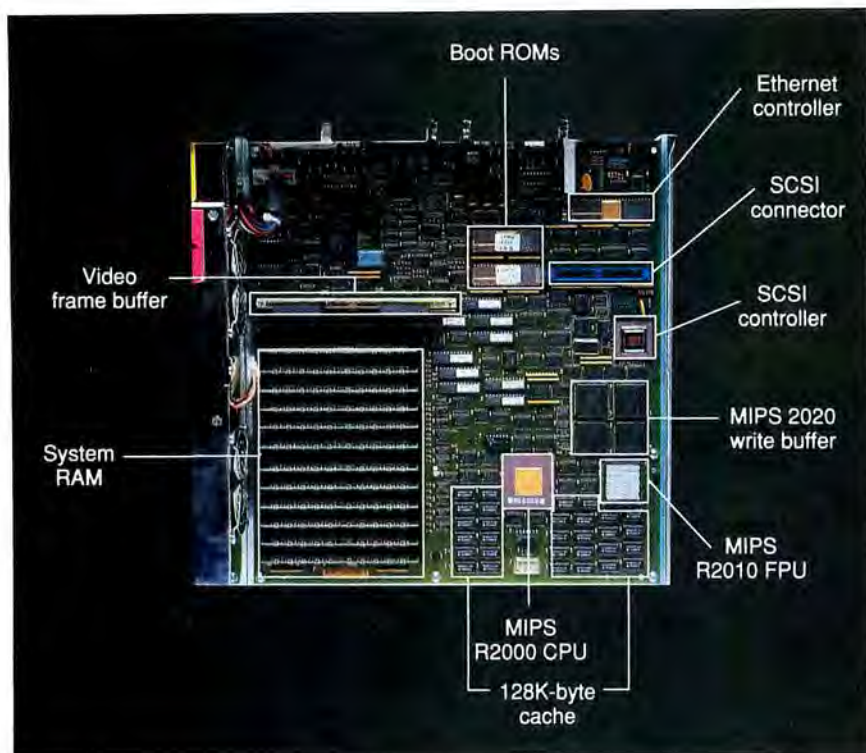 Boot ROMs
Ethernet
controller
SCSI
connector
Video
frame buffer
SCSI
controller
MIPS 2020
write buffer
System
RAM
MIPS
R2010 FPU
MIPS
R2000 CPU
128K-byte
cache